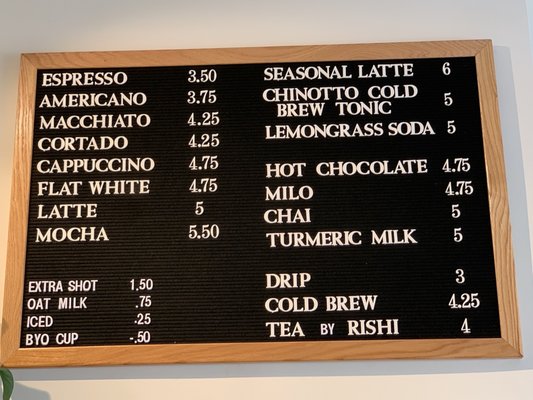 ESPRESSO 3.50
AMERICANO 3.75
MACCHIATO 4.25
CORTADO 4.25
CAPPUCCINO 4.75
FLAT WHITE 4.75
LATTE 5
MOCHA 5.50
EXTRA SHOT 1.50
OAT MILK .75
ICED .25
BYO CUP -.50
SEASONAL LATTE 6
CHINOTTO COLD
BREW TONIC 5
LEMONGRASS SODA 5
HOT CHOCOLATE 4.75
MILO 4.75
CHAI 5
TURMERIC MILK 5
DRIP 3
COLD BREW 4.25
TEA BY RISHI 4